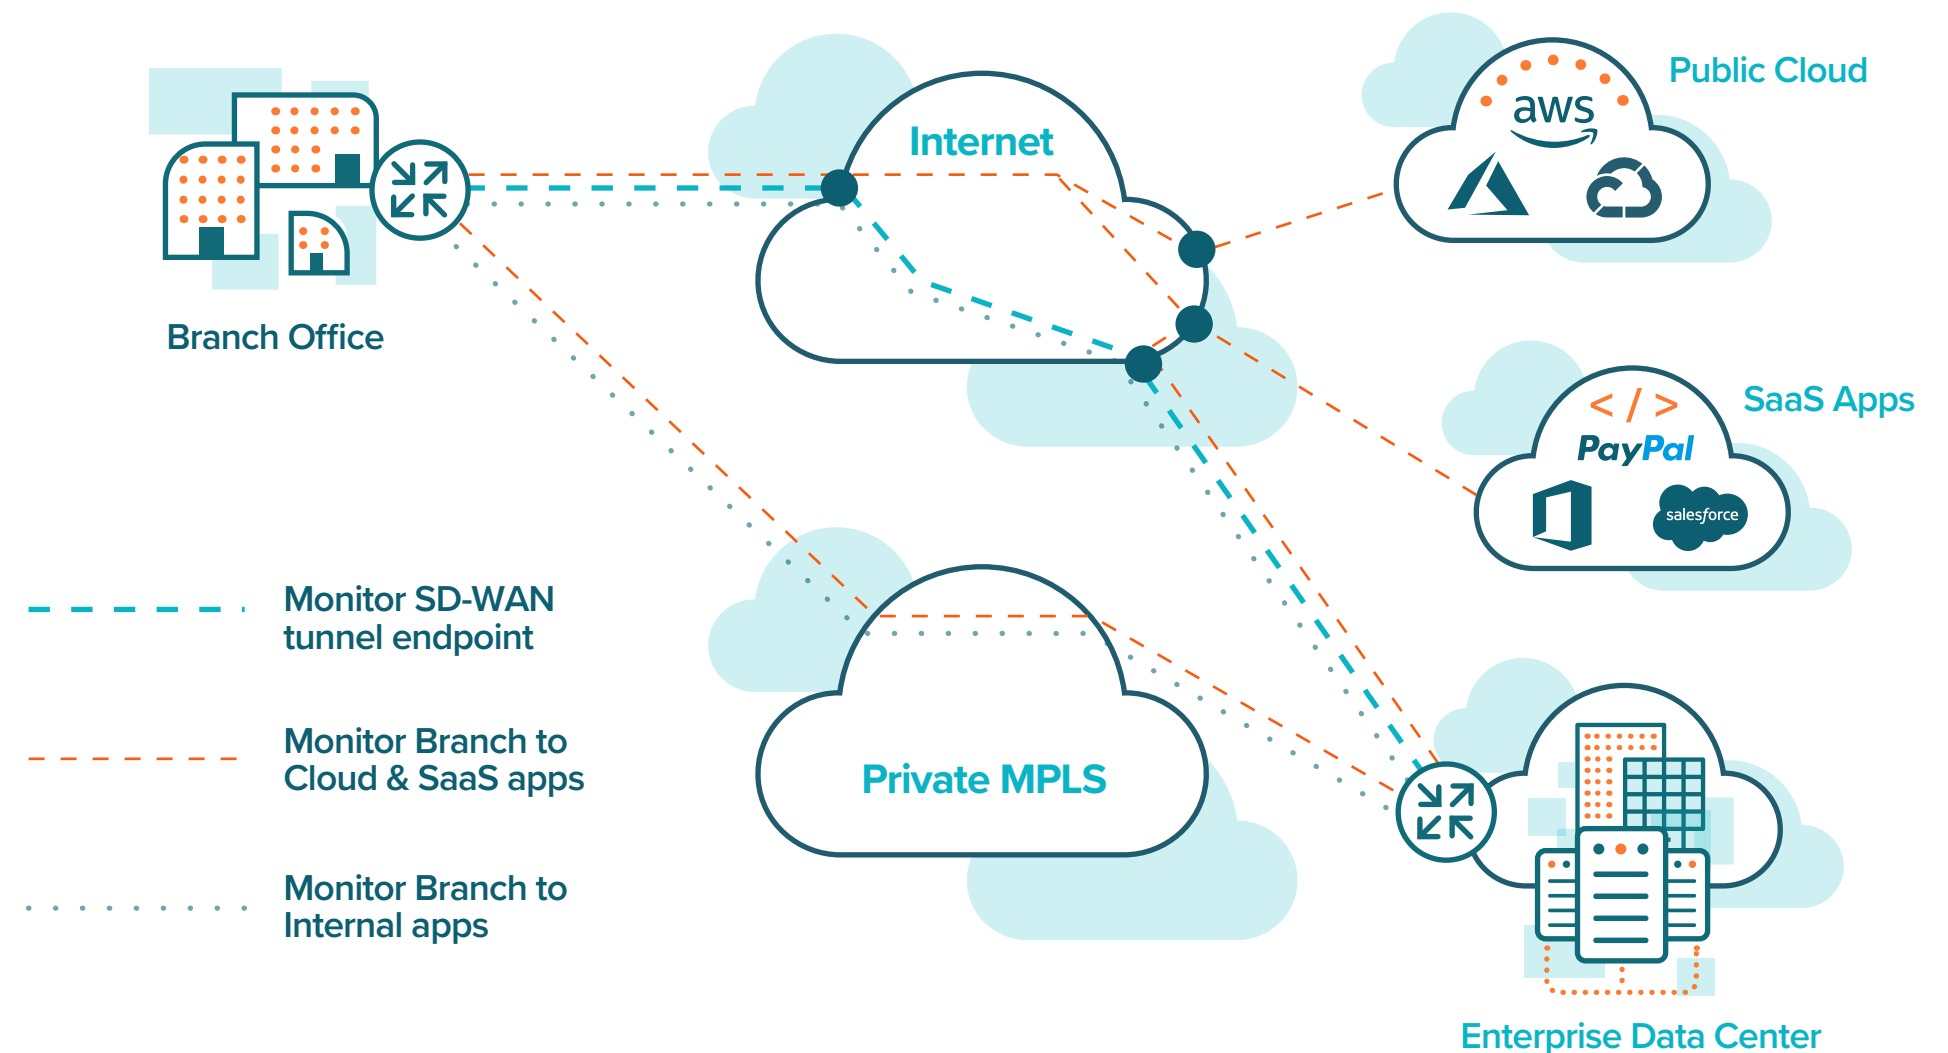 Public Cloud
aws
Internet
Branch Office
SaaS Apps
< / >
PayPal
salesforce
Monitor SD-WAN
tunnel endpoint
Monitor Branch to
Cloud & SaaS apps
Private MPLS
Monitor Branch to
Internal apps
Enterprise Data Center